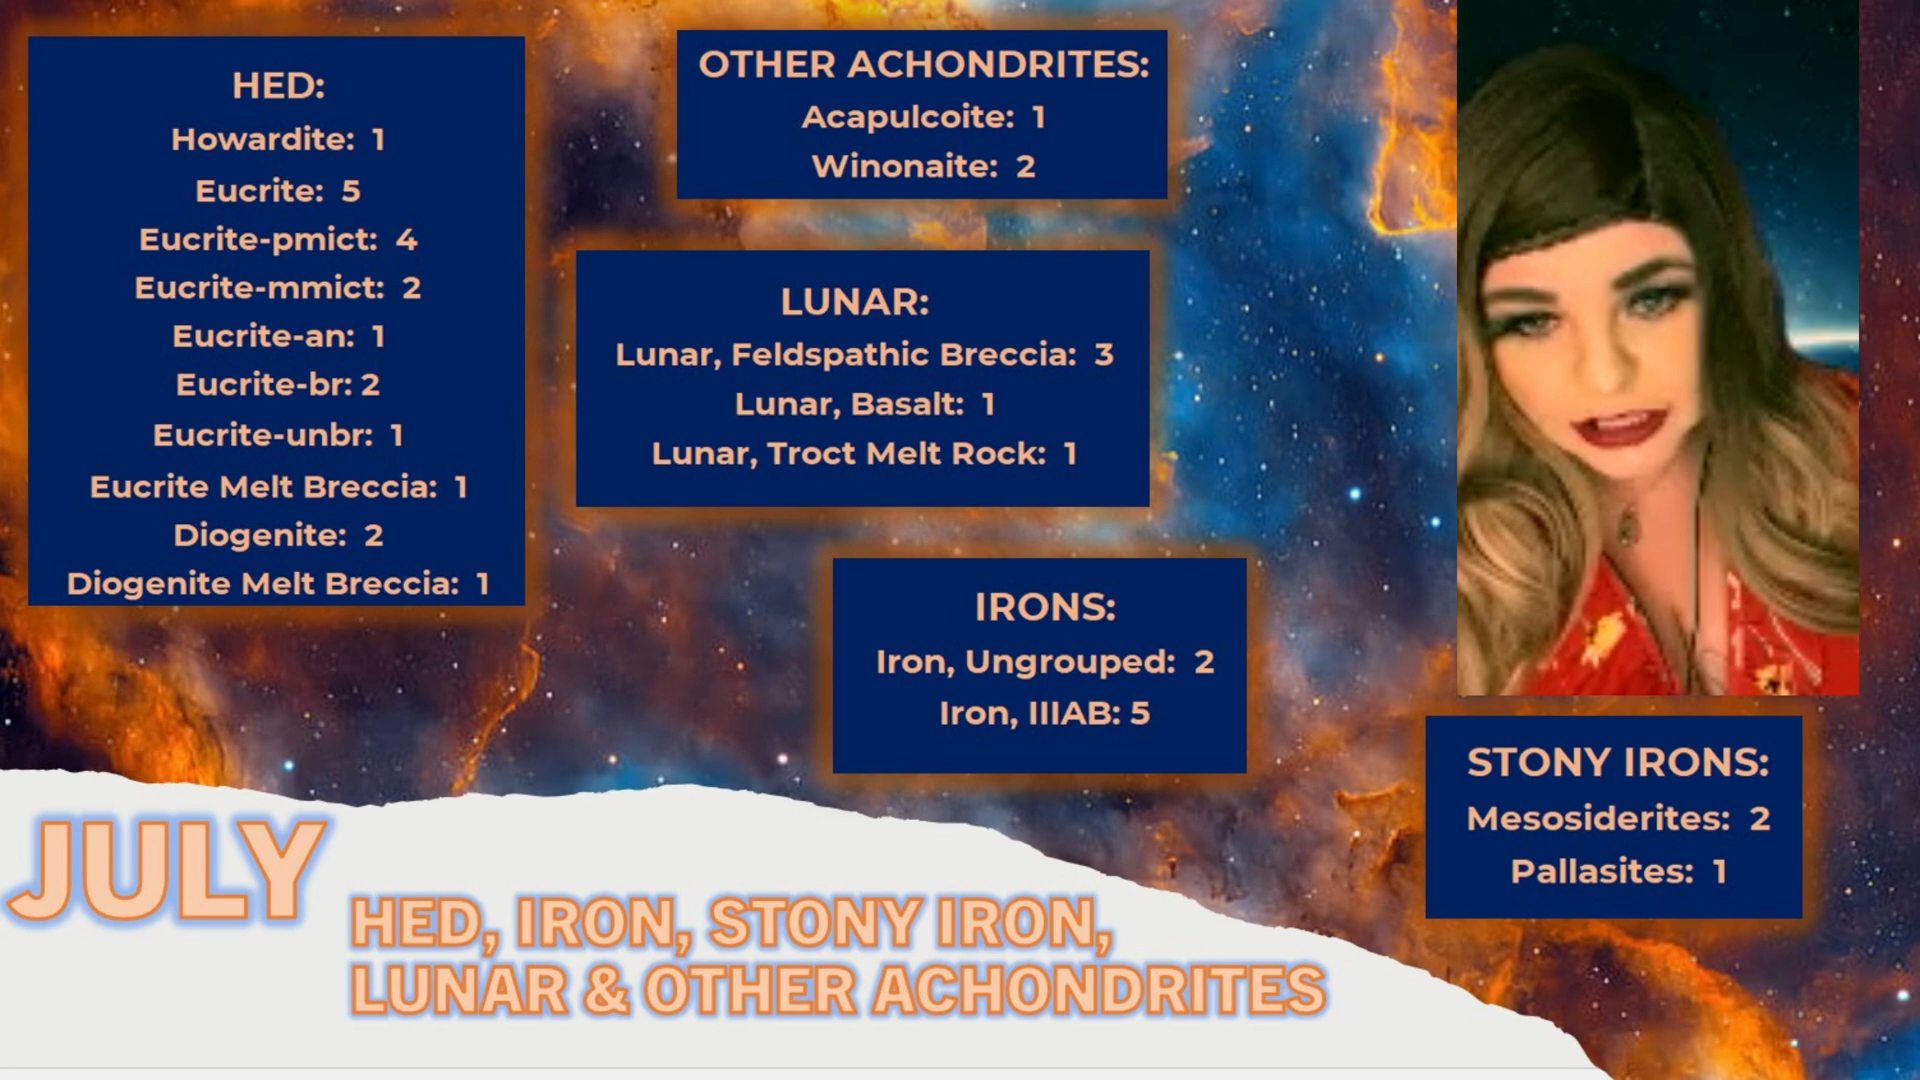 HED:
Howardite: 1
Eucrite: 5
Eucrite-pmict: 4
Eucrite-mmict: 2
Eucrite-an: 1
Eucrite-br: 2
Eucrite-unbr: 1
Eucrite Melt Breccia: 1
Diogenite: 2
Diogenite Melt Breccia: 1
OTHER ACHONDRITES:
Acapulcoite: 1
Winonaite: 2
LUNAR:
Lunar, Feldspathic Breccia: 3
Lunar, Basalt: 1
Lunar, Troct Melt Rock: 1
IRONS:
Iron, Ungrouped: 2
Iron, IIIAB: 5
STONY IRONS:
Mesosiderites: 2
Pallasites: 1
JULY
HED, IRON, STONY IRON,
LUNAR & OTHER ACHONDRITES